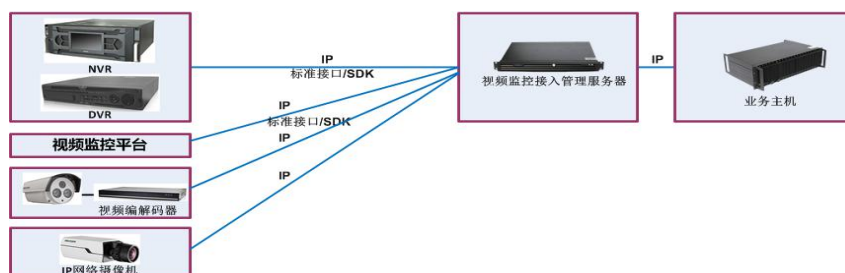 NVR
DVR
IP
标准接口/SDK
视频监控接入管理服务器
IP
业务主机
IP
标准接口/SDK
视频监控平台
IP
视频编解码器
IP
IP网络摄像机